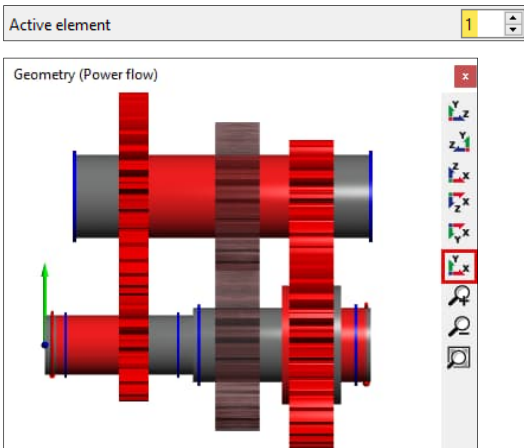 Active element 1
Geometry (Power flow) x
Y Z
Z Y
Z X
X Z
X Y
Y X